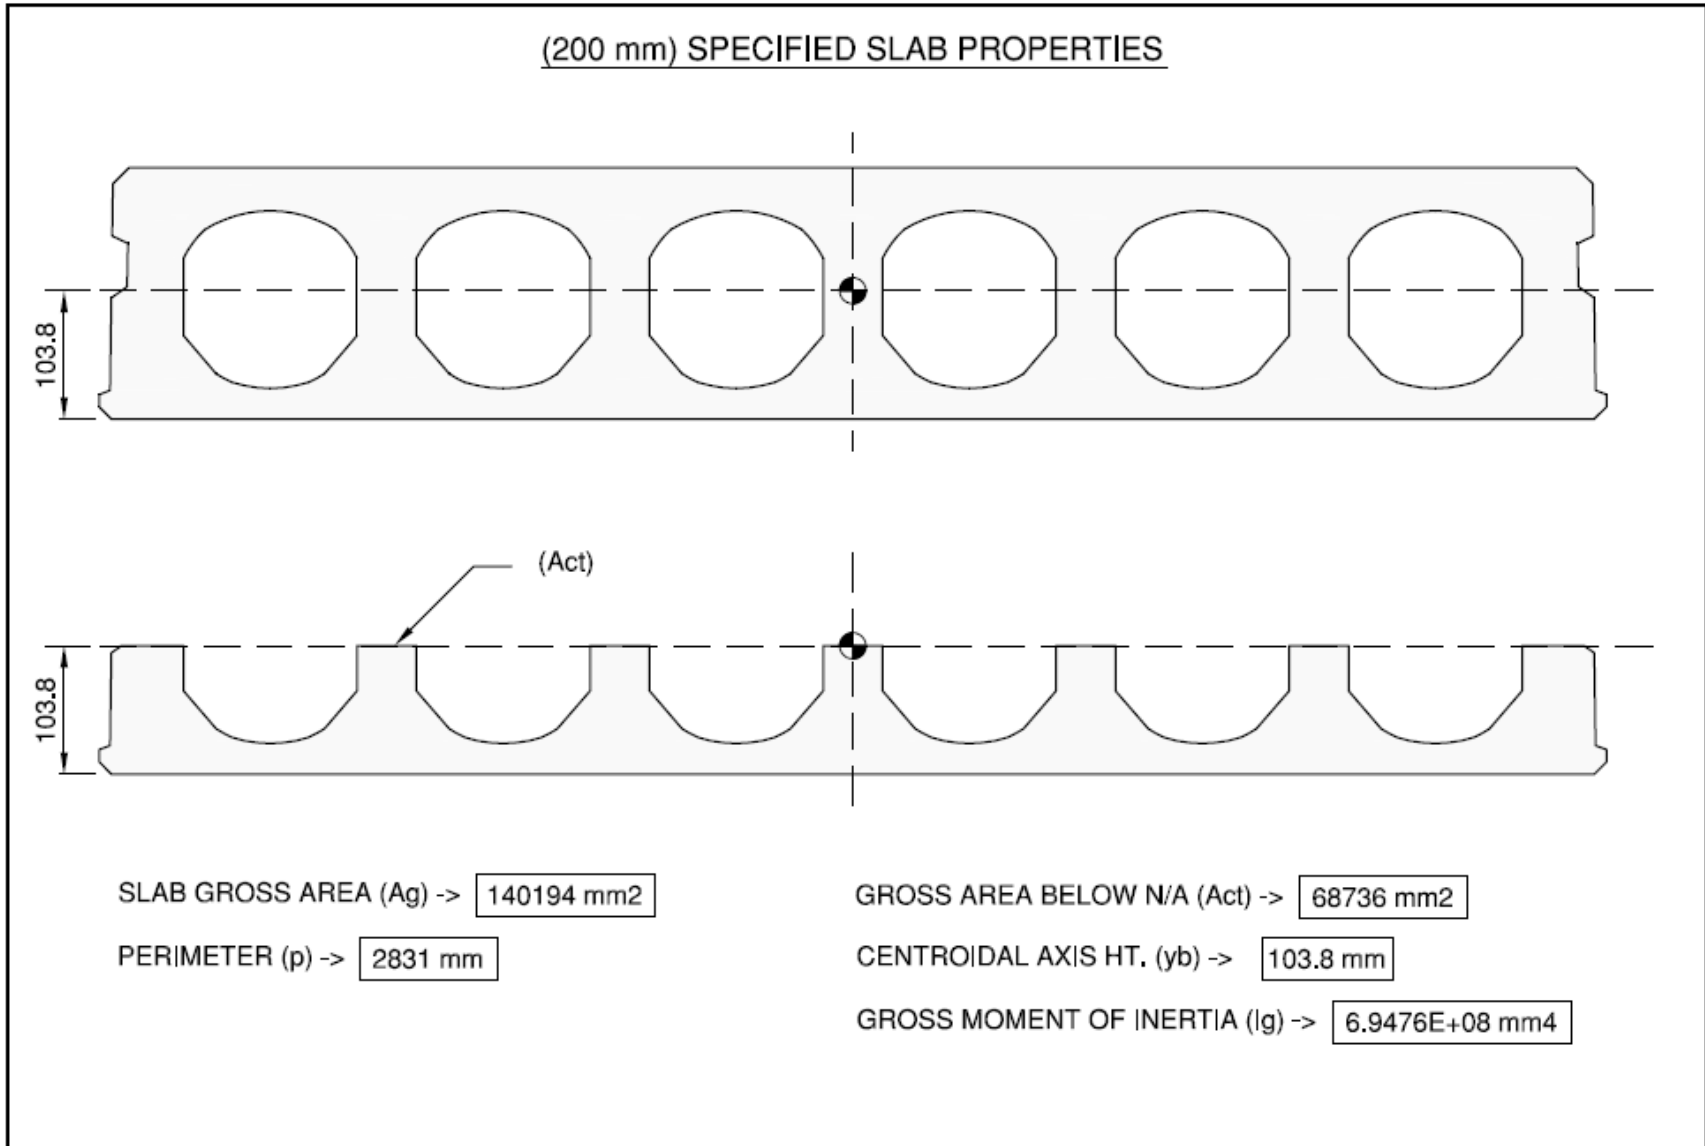 (200 mm) SPECIFIED SLAB PROPERTIES
103.8
(Act)
103.8
SLAB GROSS AREA (Ag) -> 140194 mm2
GROSS AREA BELOW N/A (Act) -> 68736 mm2
PERIMETER (p) -> 2831 mm
CENTROIDAL AXIS HT. (yb) -> 103.8 mm
GROSS MOMENT OF INERTIA (Ig) -> 6.9476E+08 mm4